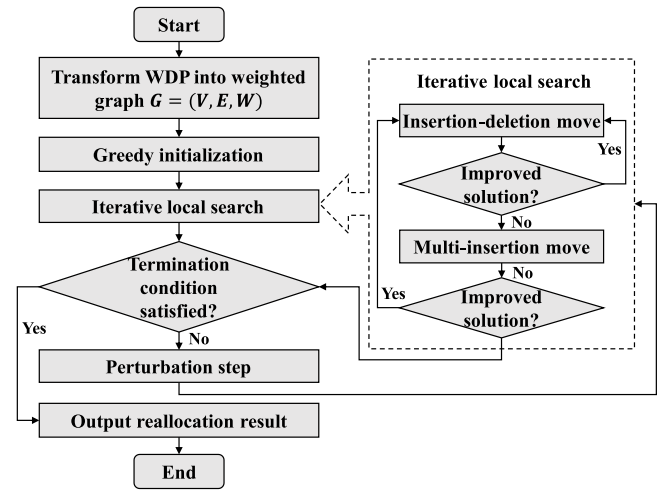 Start
Transform WDP into weighted
graph G = (V, E, W)
Greedy initialization
Iterative local search
Termination
condition
satisfied?
Yes
No
Perturbation step
Output reallocation result
End
Iterative local search
Insertion-deletion move
Yes
Improved
solution?
No
Multi-insertion move
No
Yes
Improved
solution?